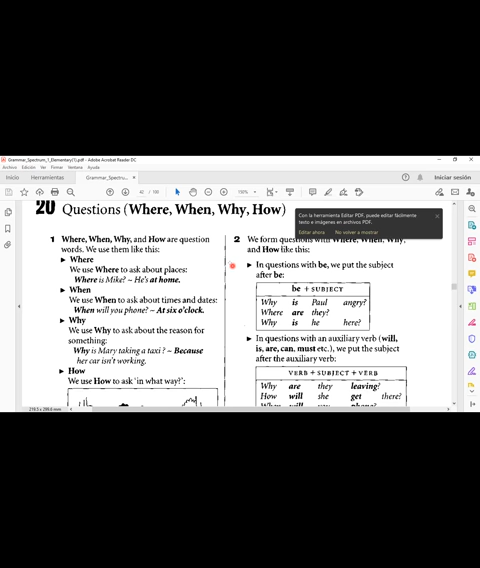 Grammar_Spectrum_1_Elementary(1).pdf - Adobe Acrobat Reader DC
Archivo Edición Ver Firmar Ventana Ayuda
Inicio Herramientas Grammar_Spectrum_... × Iniciar sesión
42 / 100 150%
20 Questions (Where, When, Why, How)
Con la herramienta Editar PDF, puede editar fácilmente
texto e imágenes en archivos PDF.
Editar ahora No volver a mostrar
1 Where, When, Why, and How are question
words. We use them like this:
► Where
We use Where to ask about places:
Where is Mike? ~ He's at home.
► When
We use When to ask about times and dates:
When will you phone? ~ At six o'clock.
► Why
We use Why to ask about the reason for
something:
Why is Mary taking a taxi? ~ Because
her car isn't working.
► How
We use How to ask 'in what way?':
2 We form questions with Where, When, Why,
and How like this:
► In questions with be, we put the subject
after be:
be + SUBJECT
Why is Paul angry?
Where are they?
Why is he here?
► In questions with an auxiliary verb (will,
is, are, can, must etc.), we put the subject
after the auxiliary verb:
VERB + SUBJECT + VERB
Why are they leaving?
How will she get there?
When will you phone?